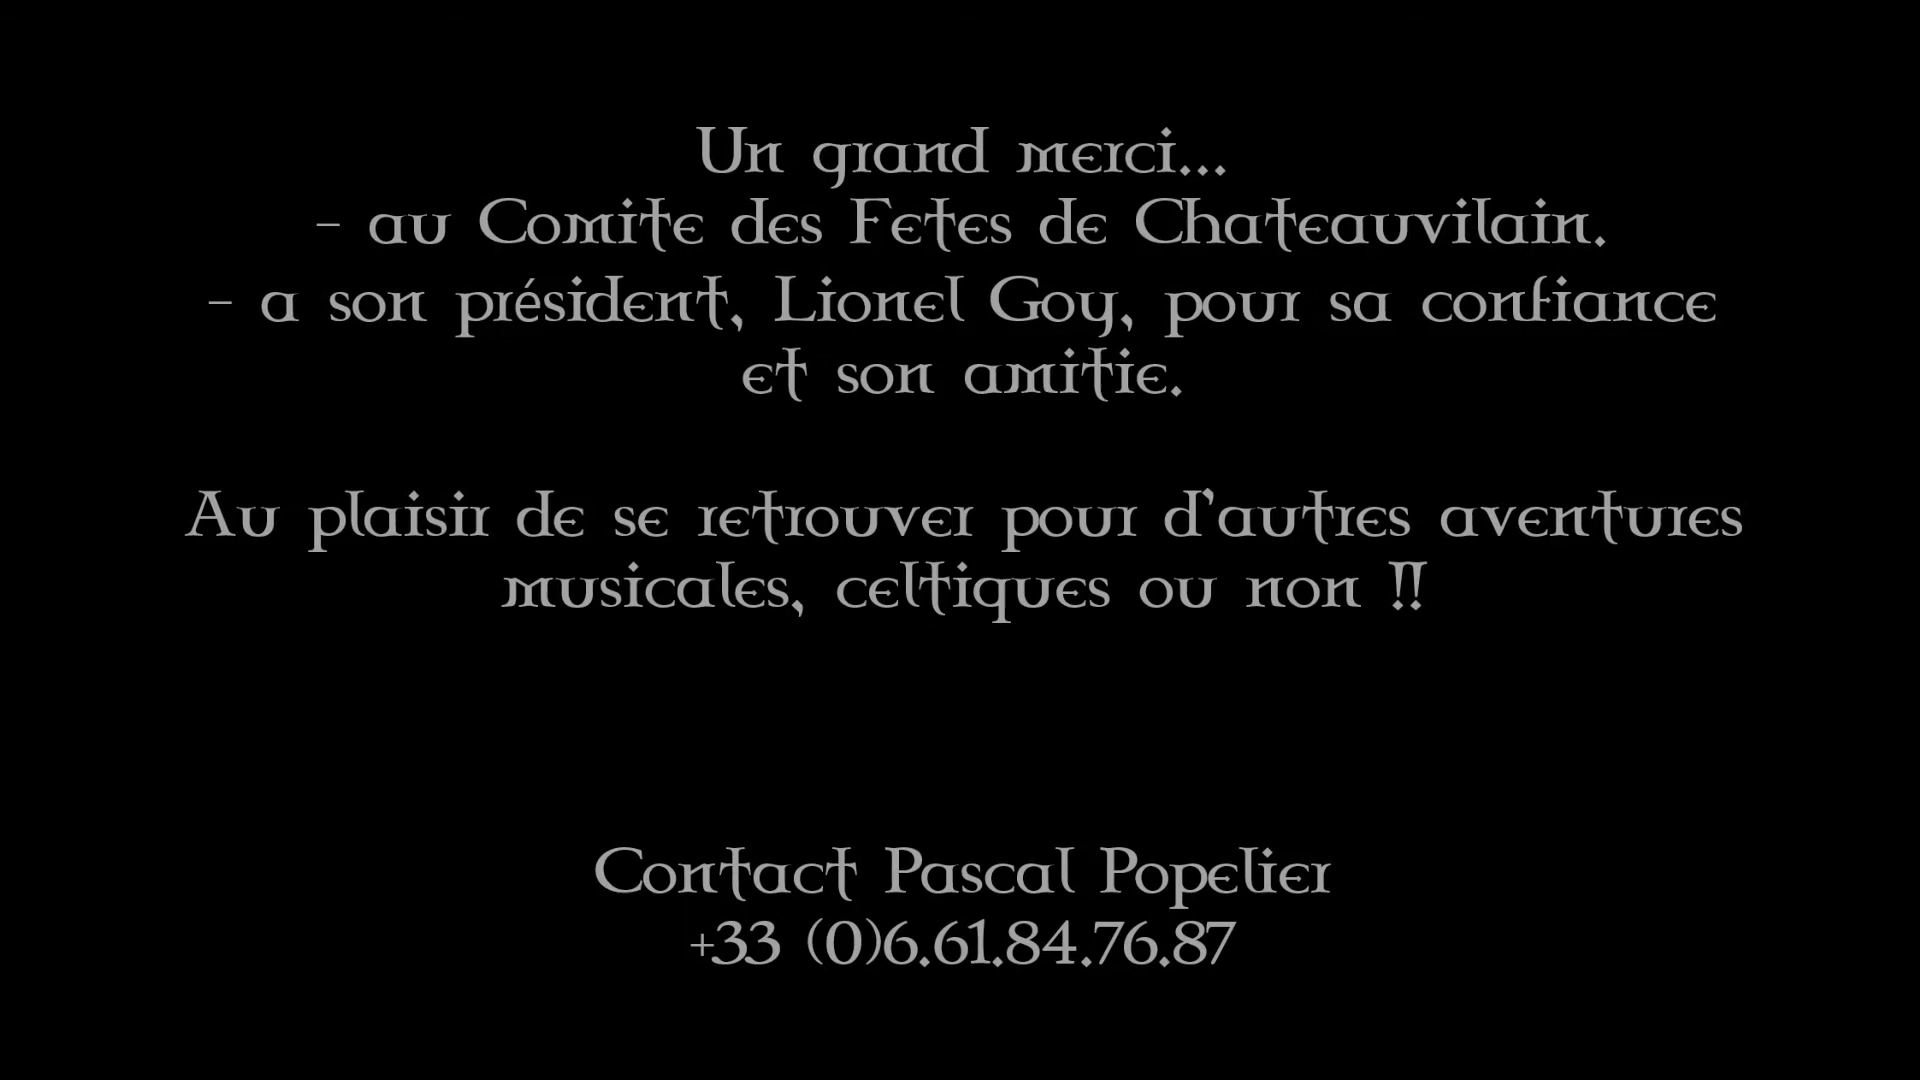 Un grand merci...
- au Comite des Fetes de Chateauvilain.
- a son président, Lionel Goy, pour sa confiance
et son amitie.
Au plaisir de se retrouver pour d'autres aventures
musicales, celtiques ou non !!
Contact Pascal Popelier
+33 (0)6.61.84.76.87